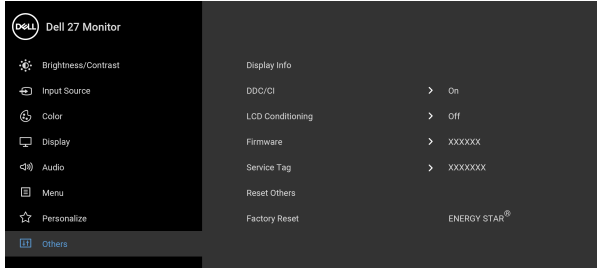 DELL Dell 27 Monitor
Brightness/Contrast
Input Source
Color
Display
Audio
Menu
Personalize
Others
Display Info
DDC/CI > On
LCD Conditioning > Off
Firmware > XXXXXX
Service Tag > XXXXXXX
Reset Others
Factory Reset ENERGY STAR®